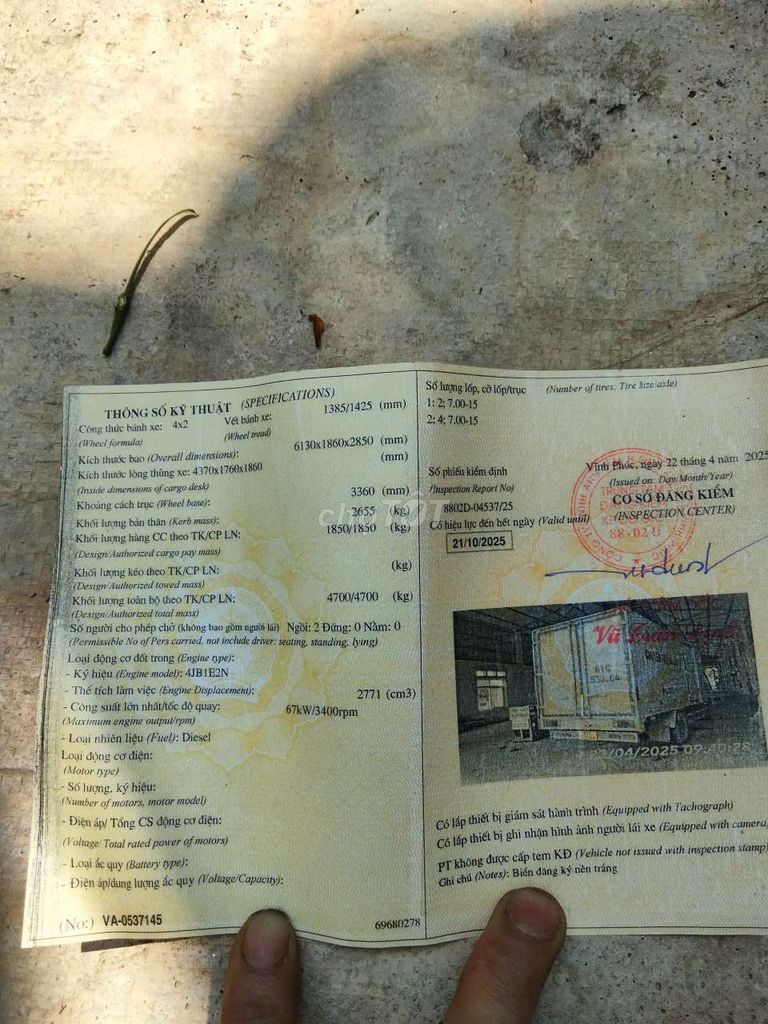 THÔNG SỐ KỸ THUẬT (SPECIFICATIONS)
Công thức bánh xe: 4x2 Vết bánh xe: 1385/1425 (mm)
(Wheel formula) (Wheel tread)
Kích thước bao (Overall dimensions): 6130x1860x2850 (mm)
Kích thước lòng thùng xe: 4370x1760x1860 (mm)
(Inside dimensions of cargo desk)
Khoảng cách trục (Wheel base): 3360 (mm)
Khối lượng bản thân (Kerb mass): 2655 (kg)
Khối lượng hàng CC theo TK/CP LN: 1850/1850 (kg)
(Design/Authorized cargo pay mass)
Khối lượng kéo theo TK/CP LN: (kg)
(Design/Authorized towed mass)
Khối lượng toàn bộ theo TK/CP LN: 4700/4700 (kg)
(Design/Authorized total mass)
Số người cho phép chở (không bao gồm người lái) Ngồi: 2 Đứng: 0 Nằm: 0
(Permissible No of Pers carried, not include driver: seating, standing, lying)
Loại động cơ đốt trong (Engine type):
- Ký hiệu (Engine model): 4JB1E2N
- Thể tích làm việc (Engine Displacement): 2771 (cm3)
- Công suất lớn nhất/tốc độ quay: 67kW/3400rpm
(Maximum engine output/rpm)
- Loại nhiên liệu (Fuel): Diesel
Loại động cơ điện:
(Motor type)
- Số lượng, ký hiệu:
(Number of motors, motor model)
- Điện áp/ Tổng CS động cơ điện:
(Voltage/ Total rated power of motors)
- Loại ắc quy (Battery type):
- Điện áp/dung lượng ắc quy (Voltage/Capacity):
(No:) VA-0537145 69680278
Số lượng lốp, cỡ lốp/trục (Number of tires, Tire size/axle)
1; 2; 7.00-15
2; 4; 7.00-15
Số phiếu kiểm định
(Inspection Report No)
8802D-04537/25
Có hiệu lực đến hết ngày (Valid until)
21/10/2025
Vĩnh Phúc, ngày 22 tháng 4 năm 2025
(Issued on: Day/Month/Year)
CƠ SỞ ĐĂNG KIỂM
(INSPECTION CENTER)
88-02D
61C
/04/2025 09:40:22
Có lắp thiết bị giám sát hành trình (Equipped with Tachograph)
Có lắp thiết bị ghi nhận hình ảnh người lái xe (Equipped with camera)
PT không được cấp tem KĐ (Vehicle not issued with inspection stamp)
Ghi chú (Notes): Biển đăng ký nền trắng